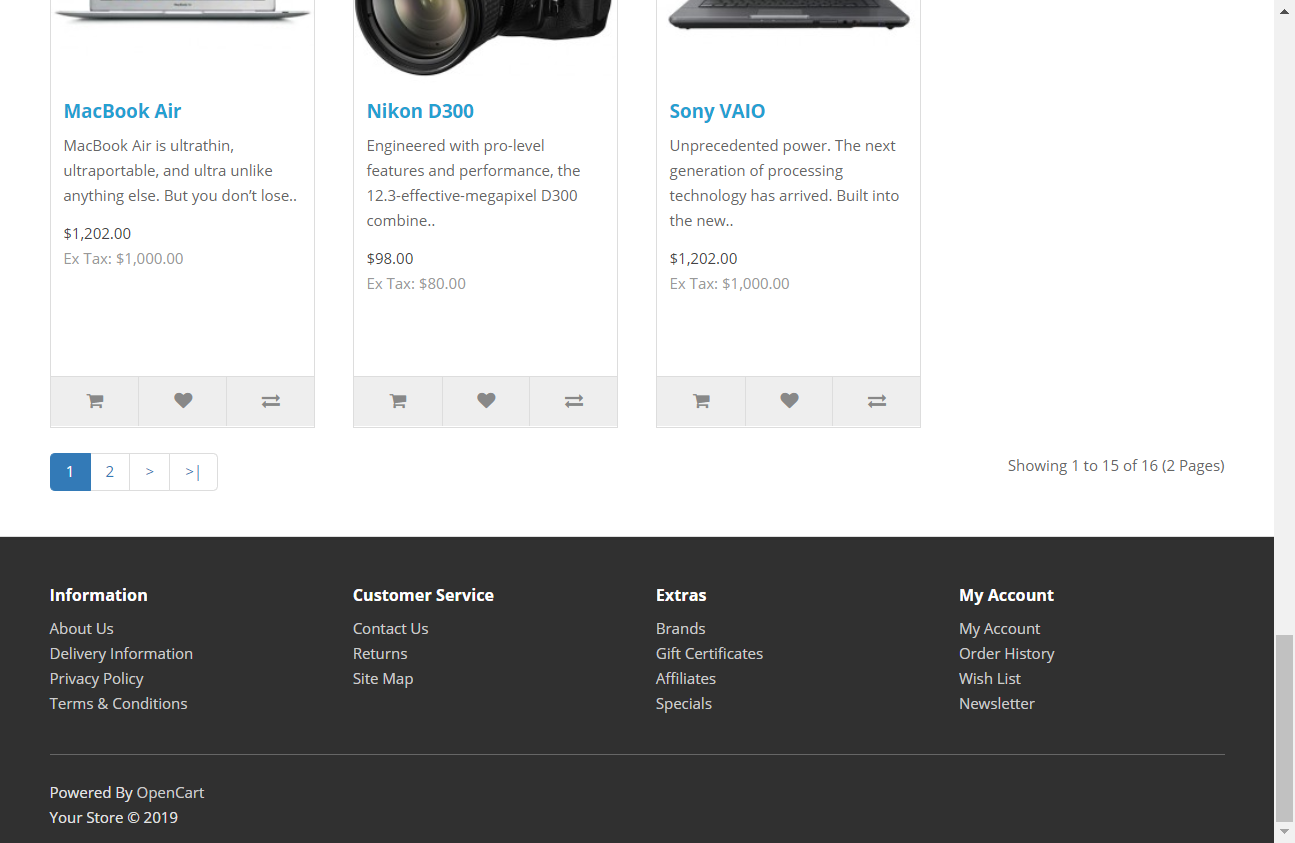 MacBook Air
MacBook Air is ultrathin,
ultraportable, and ultra unlike
anything else. But you don’t lose..
$1,202.00
Ex Tax: $1,000.00
Nikon D300
Engineered with pro-level
features and performance, the
12.3-effective-megapixel D300
combine..
$98.00
Ex Tax: $80.00
Sony VAIO
Unprecedented power. The next
generation of processing
technology has arrived. Built into
the new..
$1,202.00
Ex Tax: $1,000.00
1 2 > >|
Showing 1 to 15 of 16 (2 Pages)
Information
About Us
Delivery Information
Privacy Policy
Terms & Conditions
Customer Service
Contact Us
Returns
Site Map
Extras
Brands
Gift Certificates
Affiliates
Specials
My Account
My Account
Order History
Wish List
Newsletter
Powered By OpenCart
Your Store © 2019